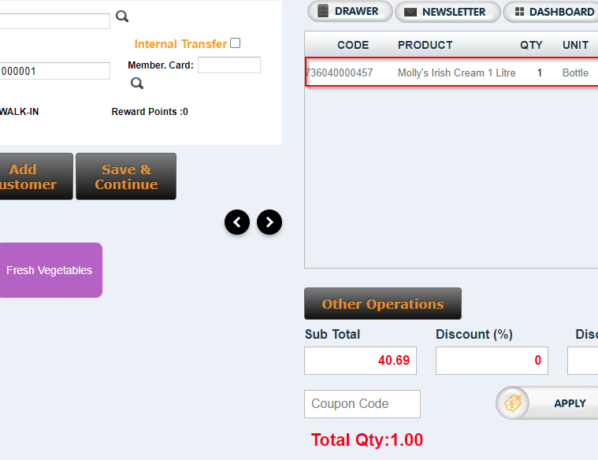 DRAWER NEWSLETTER DASHBOARD
Internal Transfer
000001 Member. Card:
WALK-IN Reward Points :0
Add
ustomer
Save &
Continue
Fresh Vegetables
CODE PRODUCT QTY UNIT
736040000457 Molly's Irish Cream 1 Litre 1 Bottle
Other Operations
Sub Total Discount (%) Disc
40.69 0
Coupon Code APPLY
Total Qty:1.00